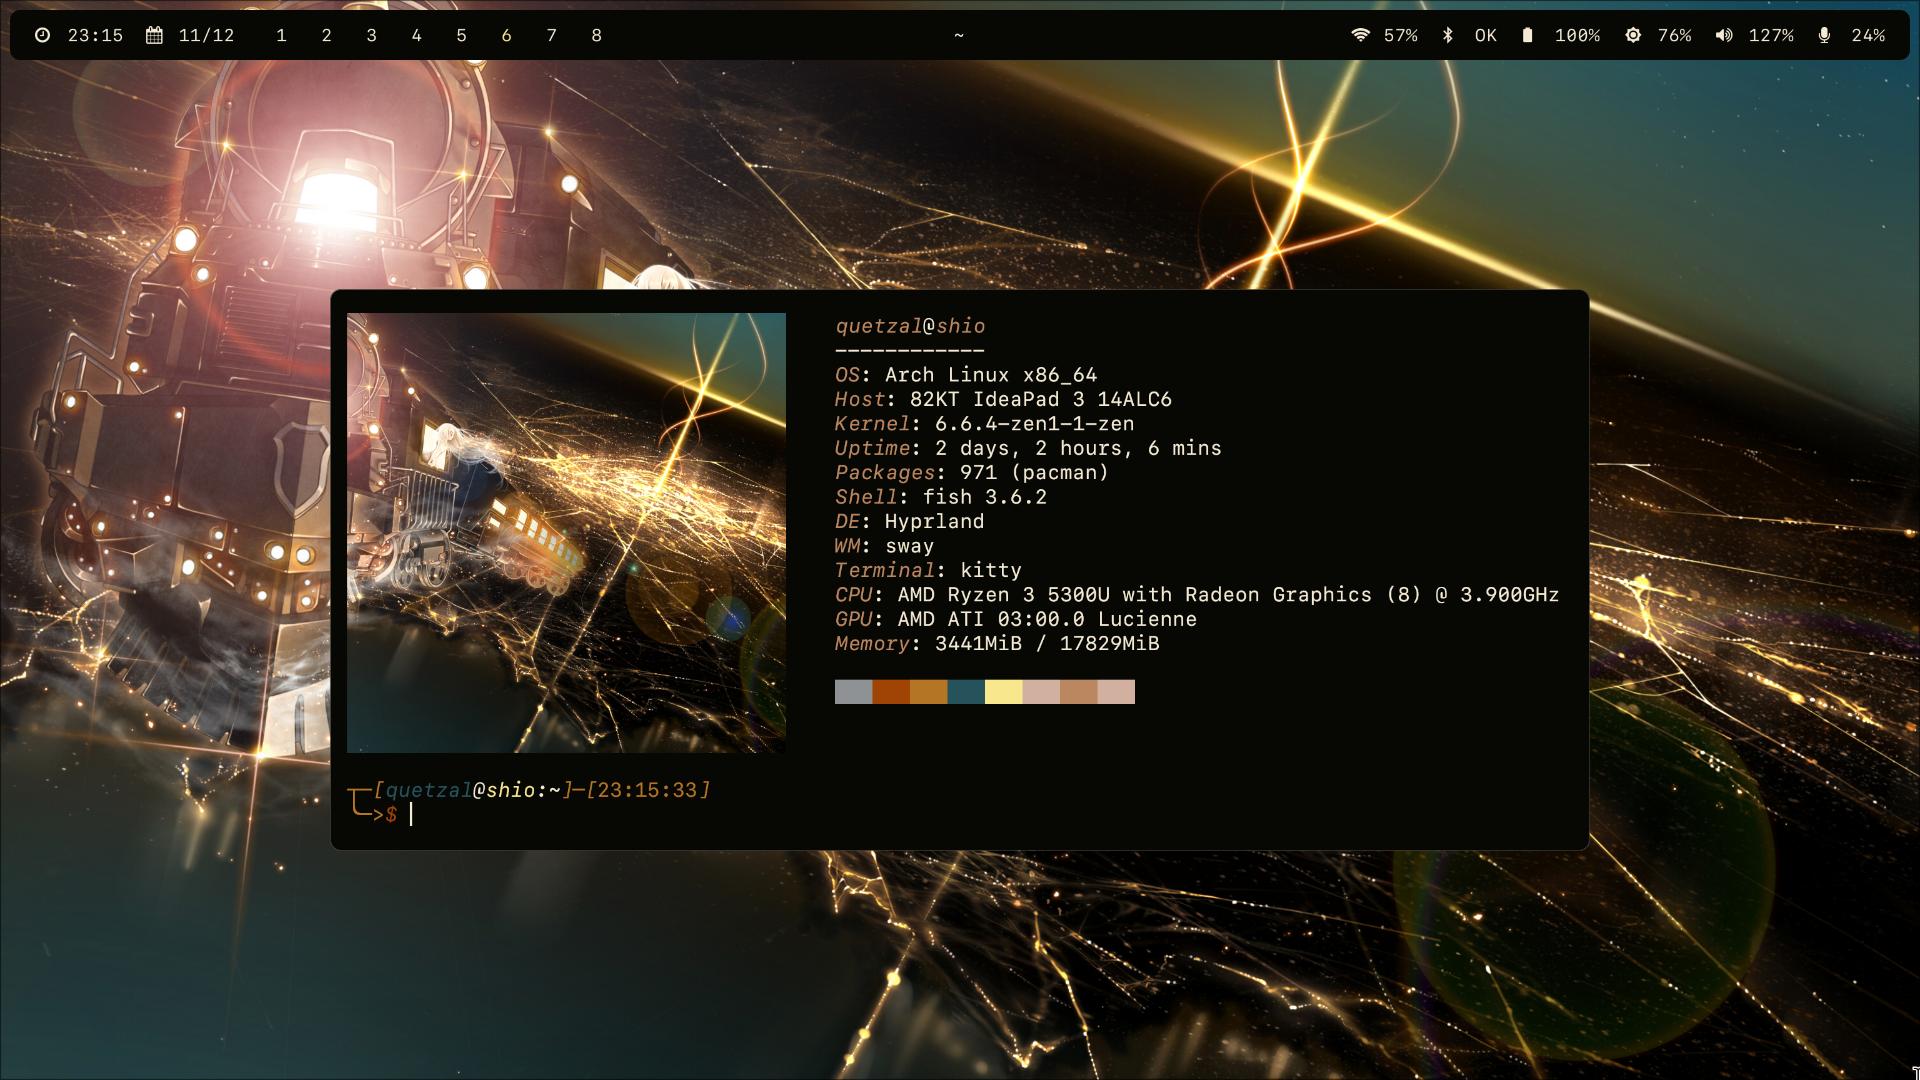 23:15 11/12 1 2 3 4 5 6 7 8 ~ 57% OK 100% 76% 127% 24%
quetzal@shio
------------
OS: Arch Linux x86_64
Host: 82KT IdeaPad 3 14ALC6
Kernel: 6.6.4-zen1-1-zen
Uptime: 2 days, 2 hours, 6 mins
Packages: 971 (pacman)
Shell: fish 3.6.2
DE: Hyprland
WM: sway
Terminal: kitty
CPU: AMD Ryzen 3 5300U with Radeon Graphics (8) @ 3.900GHz
GPU: AMD ATI 03:00.0 Lucienne
Memory: 3441MiB / 17829MiB
┬─[quetzal@shio:~]─[23:15:33]
╰─>$